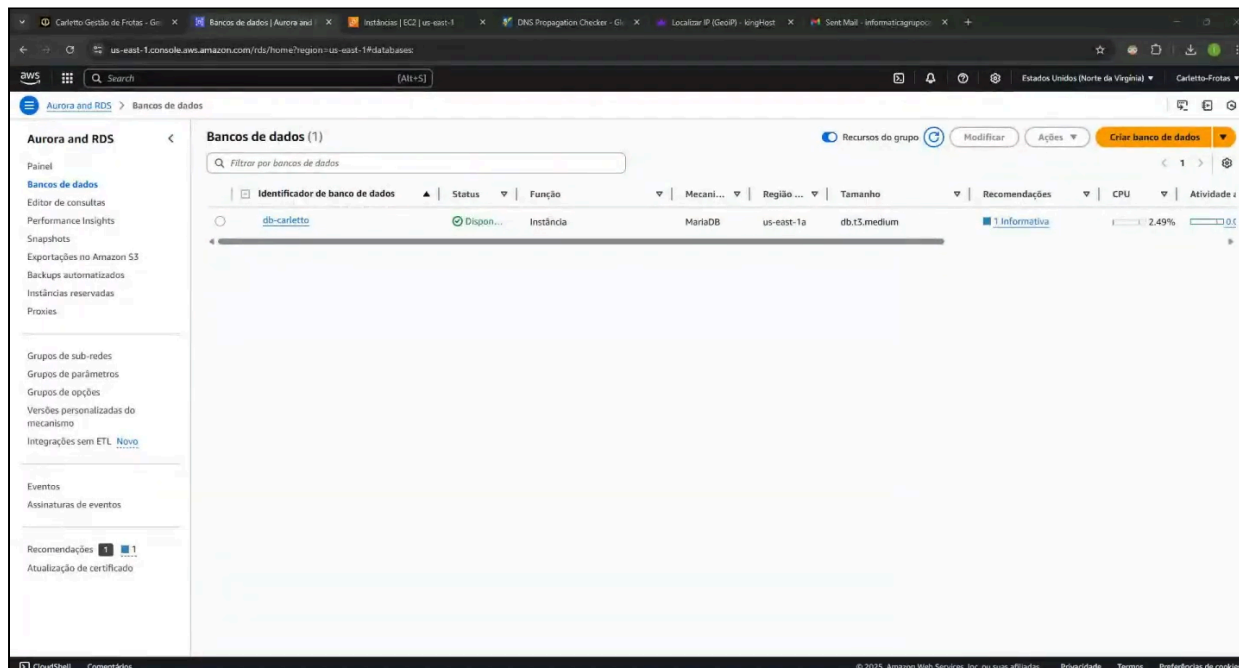 Carletto Gestão de Frotas - Ge
Bancos de dados | Aurora and
Instâncias | EC2 | us-east-1
DNS Propagation Checker - Gl
Localizar IP (GeoIP) - kingHost
Sent Mail - informaticagrupo
us-east-1.console.aws.amazon.com/rds/home?region=us-east-1#databases:
aws
Search
[Alt+S]
Estados Unidos (Norte da Virgínia)
Carletto-Frotas
Aurora and RDS > Bancos de dados
Aurora and RDS
Painel
Bancos de dados
Editor de consultas
Performance Insights
Snapshots
Exportações no Amazon S3
Backups automatizados
Instâncias reservadas
Proxies
Grupos de sub-redes
Grupos de parâmetros
Grupos de opções
Versões personalizadas do
mecanismo
Integrações sem ETL Novo
Eventos
Assinaturas de eventos
Recomendações 1 1
Atualização de certificado
Bancos de dados (1)
Recursos do grupo
Modificar
Ações
Criar banco de dados
Filtrar por bancos de dados
1
Identificador de banco de dados Status Função Mecani... Região ... Tamanho Recomendações CPU Atividade
db-carletto Dispon... Instância MariaDB us-east-1a db.t3.medium 1 Informativa 2.49% 0.0
CloudShell Comentários
© 2025, Amazon Web Services, Inc. ou suas afiliadas. Privacidade Termos Preferências de cookies